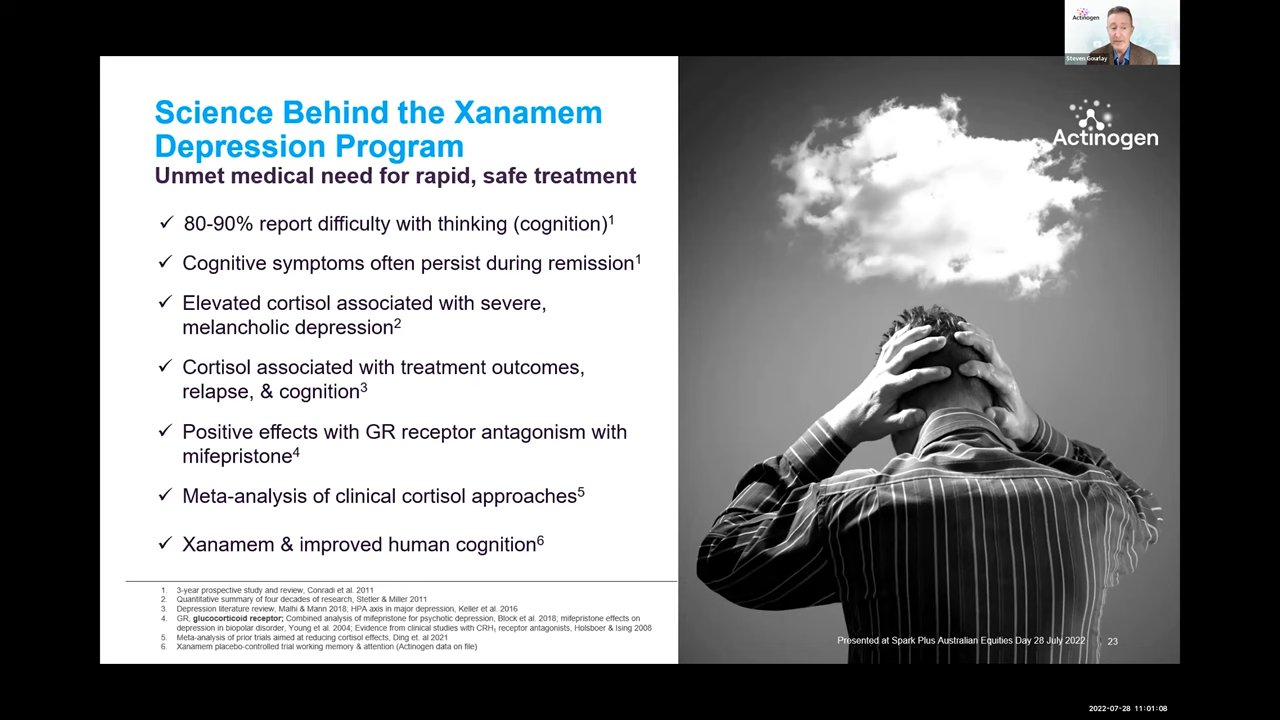 Actinogen
Steven Gourlay
Science Behind the Xanamem
Depression Program
Unmet medical need for rapid, safe treatment
✓ 80-90% report difficulty with thinking (cognition)1
✓ Cognitive symptoms often persist during remission1
✓ Elevated cortisol associated with severe,
melancholic depression2
✓ Cortisol associated with treatment outcomes,
relapse, & cognition3
✓ Positive effects with GR receptor antagonism with
mifepristone4
✓ Meta-analysis of clinical cortisol approaches5
✓ Xanamem & improved human cognition6
1. 3-year prospective study and review, Conradi et al. 2011
2. Quantitative summary of four decades of research, Stetler & Miller 2011
3. Depression literature review, Malhi & Mann 2018; HPA axis in major depression, Keller et al. 2016
4. GR, glucocorticoid receptor; Combined analysis of mifepristone for psychotic depression, Block et al. 2018; mifepristone effects on
depression in biopolar disorder, Young et al. 2004; Evidence from clinical studies with CRH1 receptor antagonists, Holsboer & Ising 2008
5. Meta-analysis of prior trials aimed at reducing cortisol effects, Ding et. al 2021
6. Xanamem placebo-controlled trial working memory & attention (Actinogen data on file)
Actinogen
Presented at Spark Plus Australian Equities Day 28 July 2022
23
2022-07-28 11:01:08